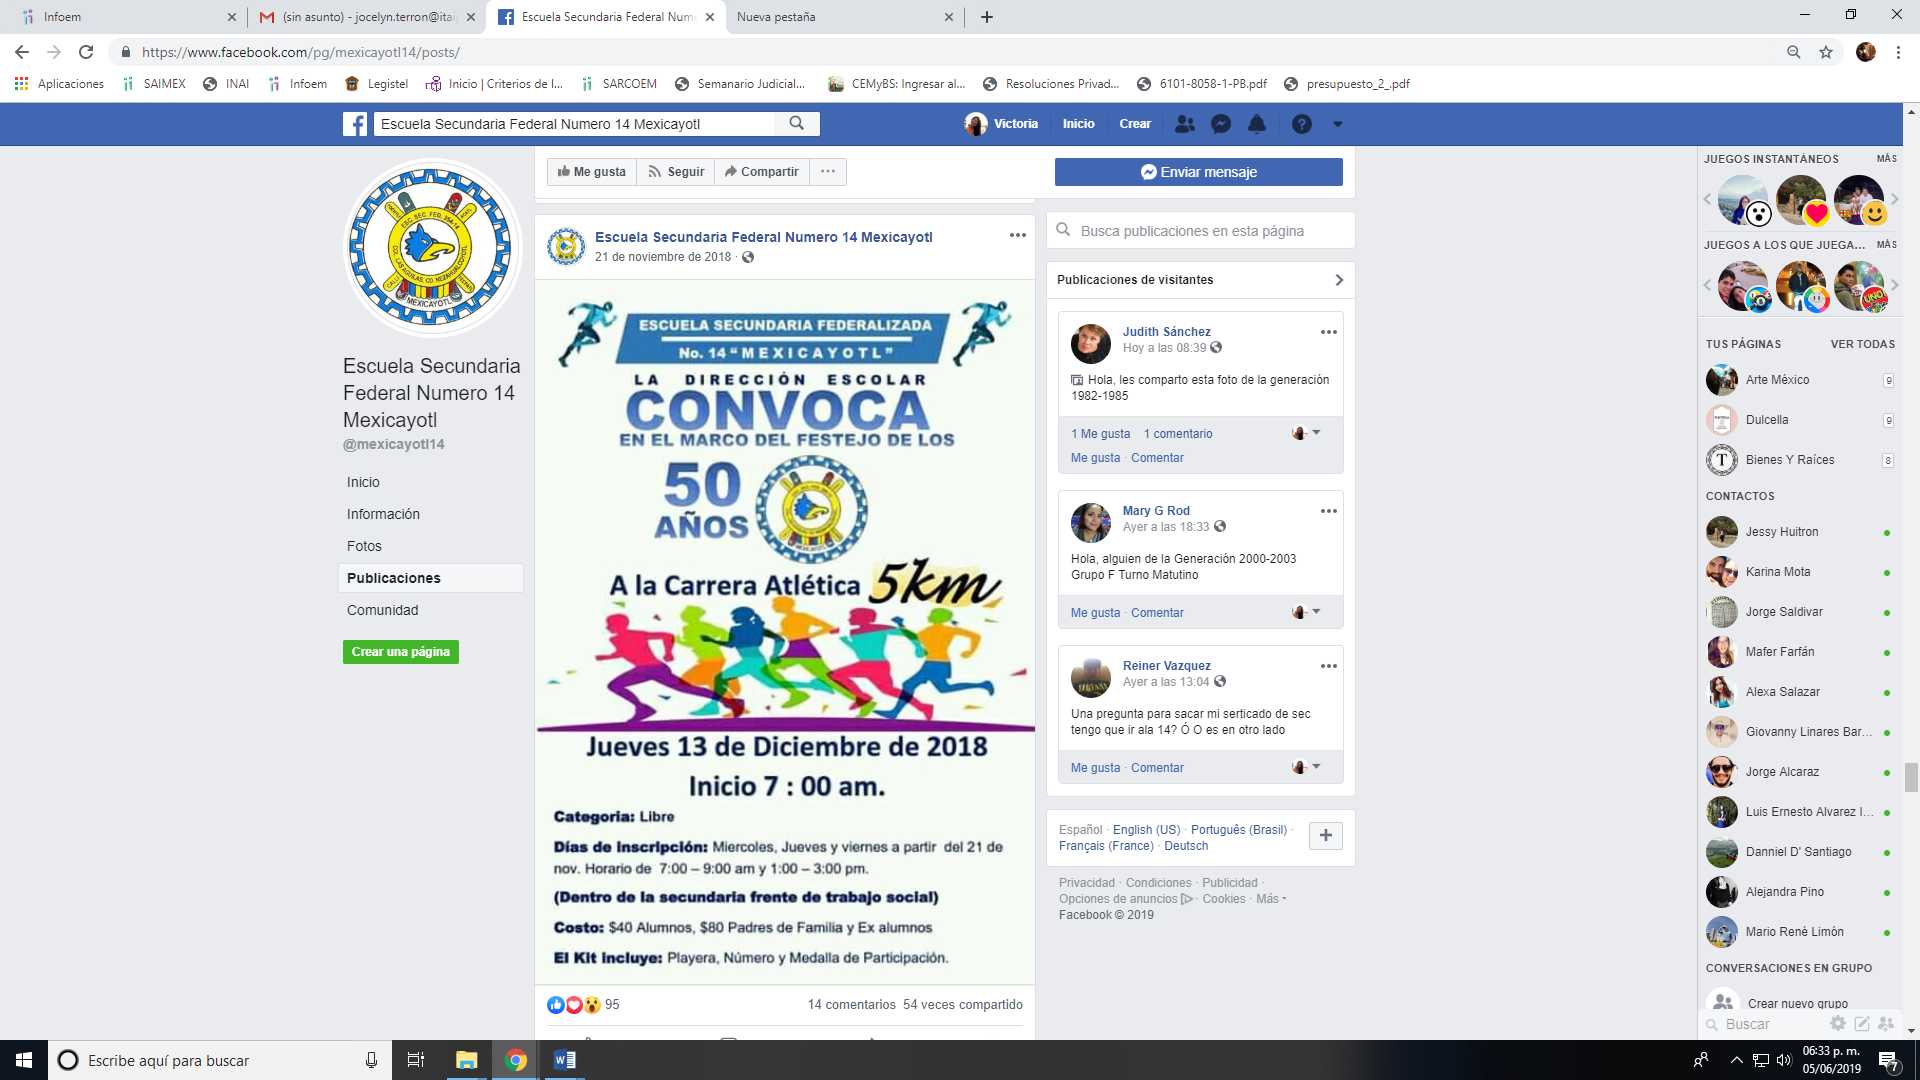 Infoem
(sin asunto) - jocelyn.terron@itai
Escuela Secundaria Federal Nume
Nueva pestaña
https://www.facebook.com/pg/mexicayotl14/posts/
Aplicaciones
SAIMEX
INAI
Infoem
Legistel
Inicio | Criterios de I...
SARCOEM
Semanario Judicial...
CEMyBS: Ingresar al...
Resoluciones Privad...
6101-8058-1-PB.pdf
presupuesto_2_.pdf
Escuela Secundaria Federal Numero 14 Mexicayotl
Victoria
Inicio
Crear
Escuela Secundaria
Federal Numero 14
Mexicayotl
@mexicayotl14
Inicio
Información
Fotos
Publicaciones
Comunidad
Crear una página
Me gusta
Seguir
Compartir
Enviar mensaje
Escuela Secundaria Federal Numero 14 Mexicayotl
21 de noviembre de 2018
ESCUELA SECUNDARIA FEDERALIZADA
No. 14 "MEXICAYOTL"
LA DIRECCIÓN ESCOLAR
CONVOCA
EN EL MARCO DEL FESTEJO DE LOS
50
AÑOS
A la Carrera Atlética 5km
Jueves 13 de Diciembre de 2018
Inicio 7 : 00 am.
Categoria: Libre
Días de inscripción: Miercoles, Jueves y viernes a partir del 21 de
nov. Horario de 7:00 – 9:00 am y 1:00 – 3:00 pm.
(Dentro de la secundaria frente de trabajo social)
Costo: $40 Alumnos, $80 Padres de Familia y Ex alumnos
El Kit incluye: Playera, Número y Medalla de Participación.
95
14 comentarios 54 veces compartido
Busca publicaciones en esta página
Publicaciones de visitantes
Judith Sánchez
Hoy a las 08:39
Hola, les comparto esta foto de la generación
1982-1985
1 Me gusta 1 comentario
Me gusta · Comentar
Mary G Rod
Ayer a las 18:33
Hola, alguien de la Generación 2000-2003
Grupo F Turno Matutino
Me gusta · Comentar
Reiner Vazquez
Ayer a las 13:04
Una pregunta para sacar mi serticado de sec
tengo que ir ala 14? Ó O es en otro lado
Me gusta · Comentar
Español · English (US) · Português (Brasil) ·
Français (France) · Deutsch
Privacidad · Condiciones · Publicidad ·
Opciones de anuncios · Cookies · Más
Facebook © 2019
JUEGOS INSTANTÁNEOS MÁS
JUEGOS A LOS QUE JUEGA... MÁS
TUS PÁGINAS VER TODAS
Arte México 9
Dulcella 9
Bienes Y Raíces 8
CONTACTOS
Jessy Huitron
Karina Mota
Jorge Saldivar
Mafer Farfán
Alexa Salazar
Giovanny Linares Bar...
Jorge Alcaraz
Luis Ernesto Alvarez I...
Danniel D' Santiago
Alejandra Pino
Mario René Limón
CONVERSACIONES EN GRUPO
Crear nuevo grupo
Buscar
Escribe aquí para buscar
06:33 p. m.
05/06/2019
7